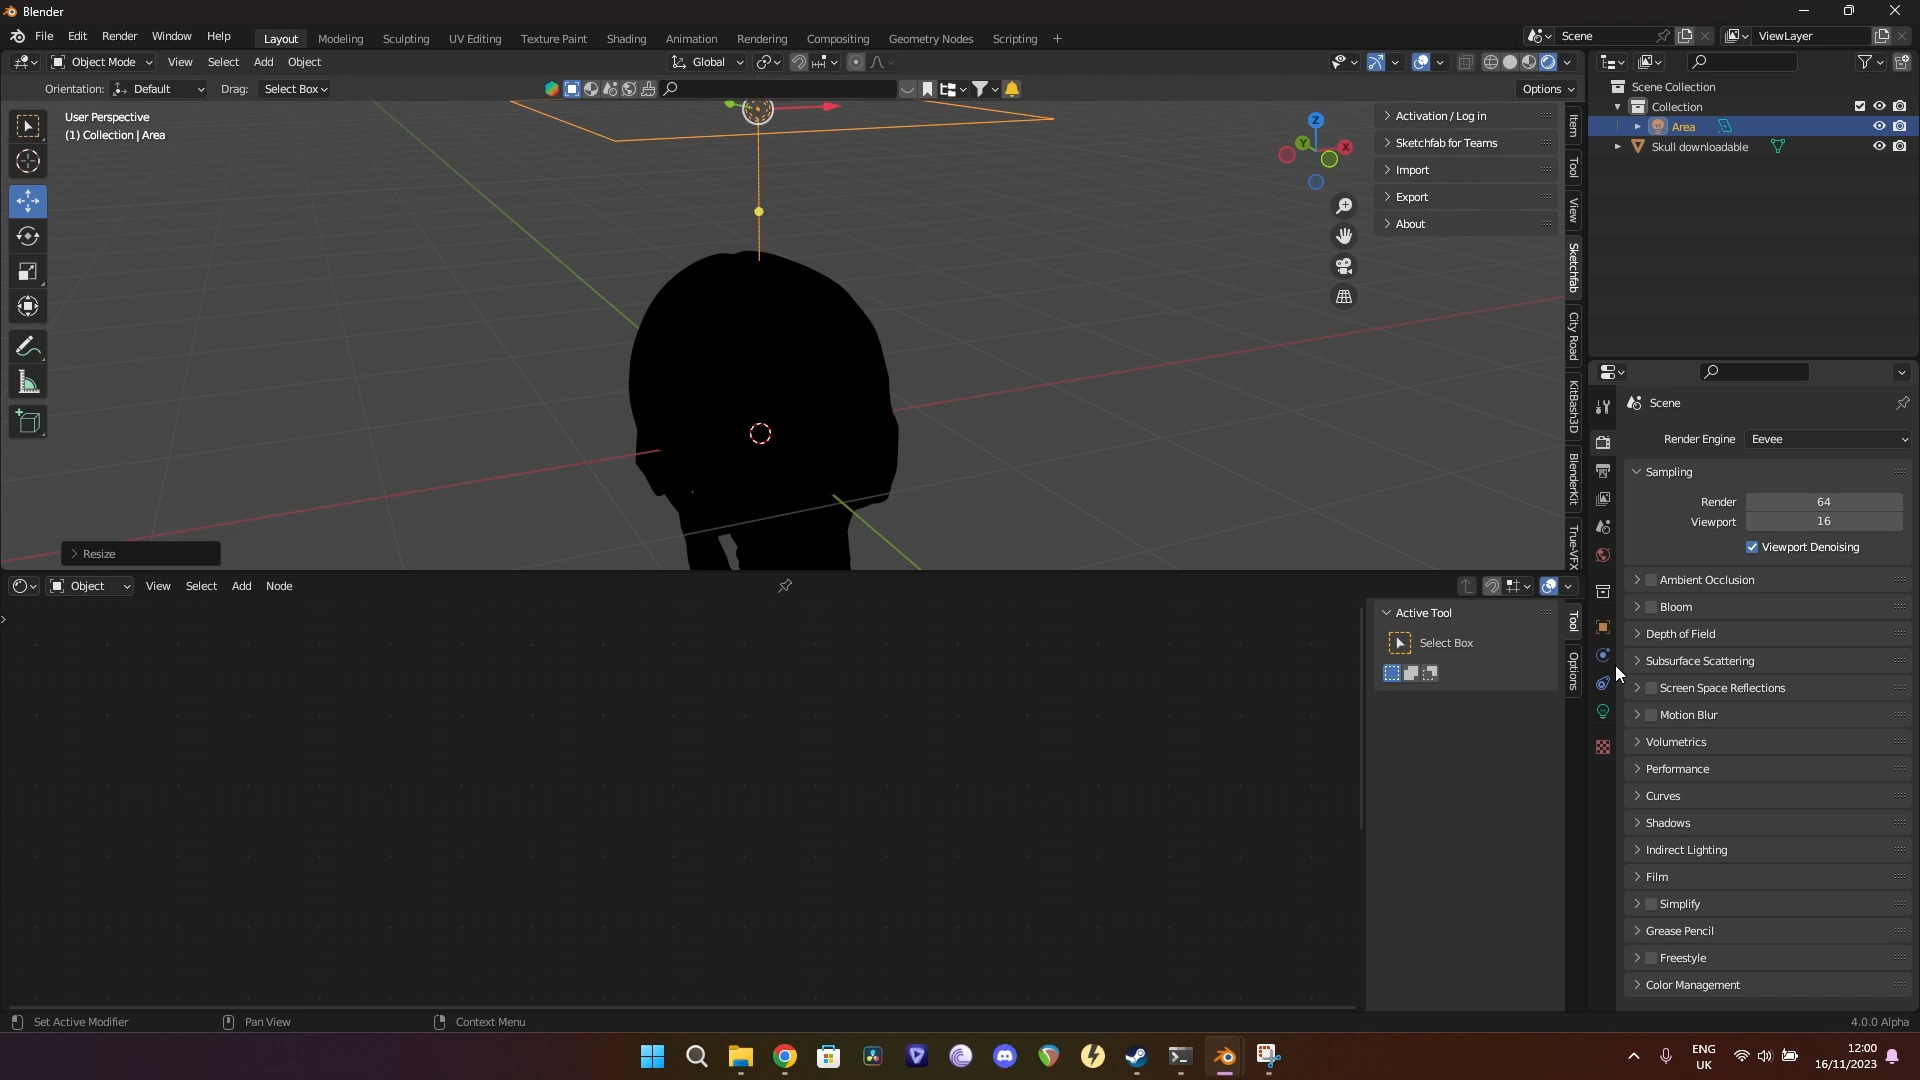 Blender
File Edit Render Window Help
Layout Modeling Sculpting UV Editing Texture Paint Shading Animation Rendering Compositing Geometry Nodes Scripting +
Scene
ViewLayer
Object Mode View Select Add Object
Global
Orientation: Default Drag: Select Box
Options
User Perspective
(1) Collection | Area
Z
Y
X
Activation / Log in
Sketchfab for Teams
Import
Export
About
Item
Tool
View
Sketchfab
City Road
KitBash3D
BlenderKit
True-VFX
Resize
Scene Collection
Collection
Area
Skull downloadable
Scene
Render Engine Eevee
Sampling
Render 64
Viewport 16
Viewport Denoising
Ambient Occlusion
Bloom
Depth of Field
Subsurface Scattering
Screen Space Reflections
Motion Blur
Volumetrics
Performance
Curves
Shadows
Indirect Lighting
Film
Simplify
Grease Pencil
Freestyle
Color Management
Object View Select Add Node
Active Tool
Select Box
Tool
Options
Set Active Modifier Pan View Context Menu
4.0.0 Alpha
ENG
UK
12:00
16/11/2023